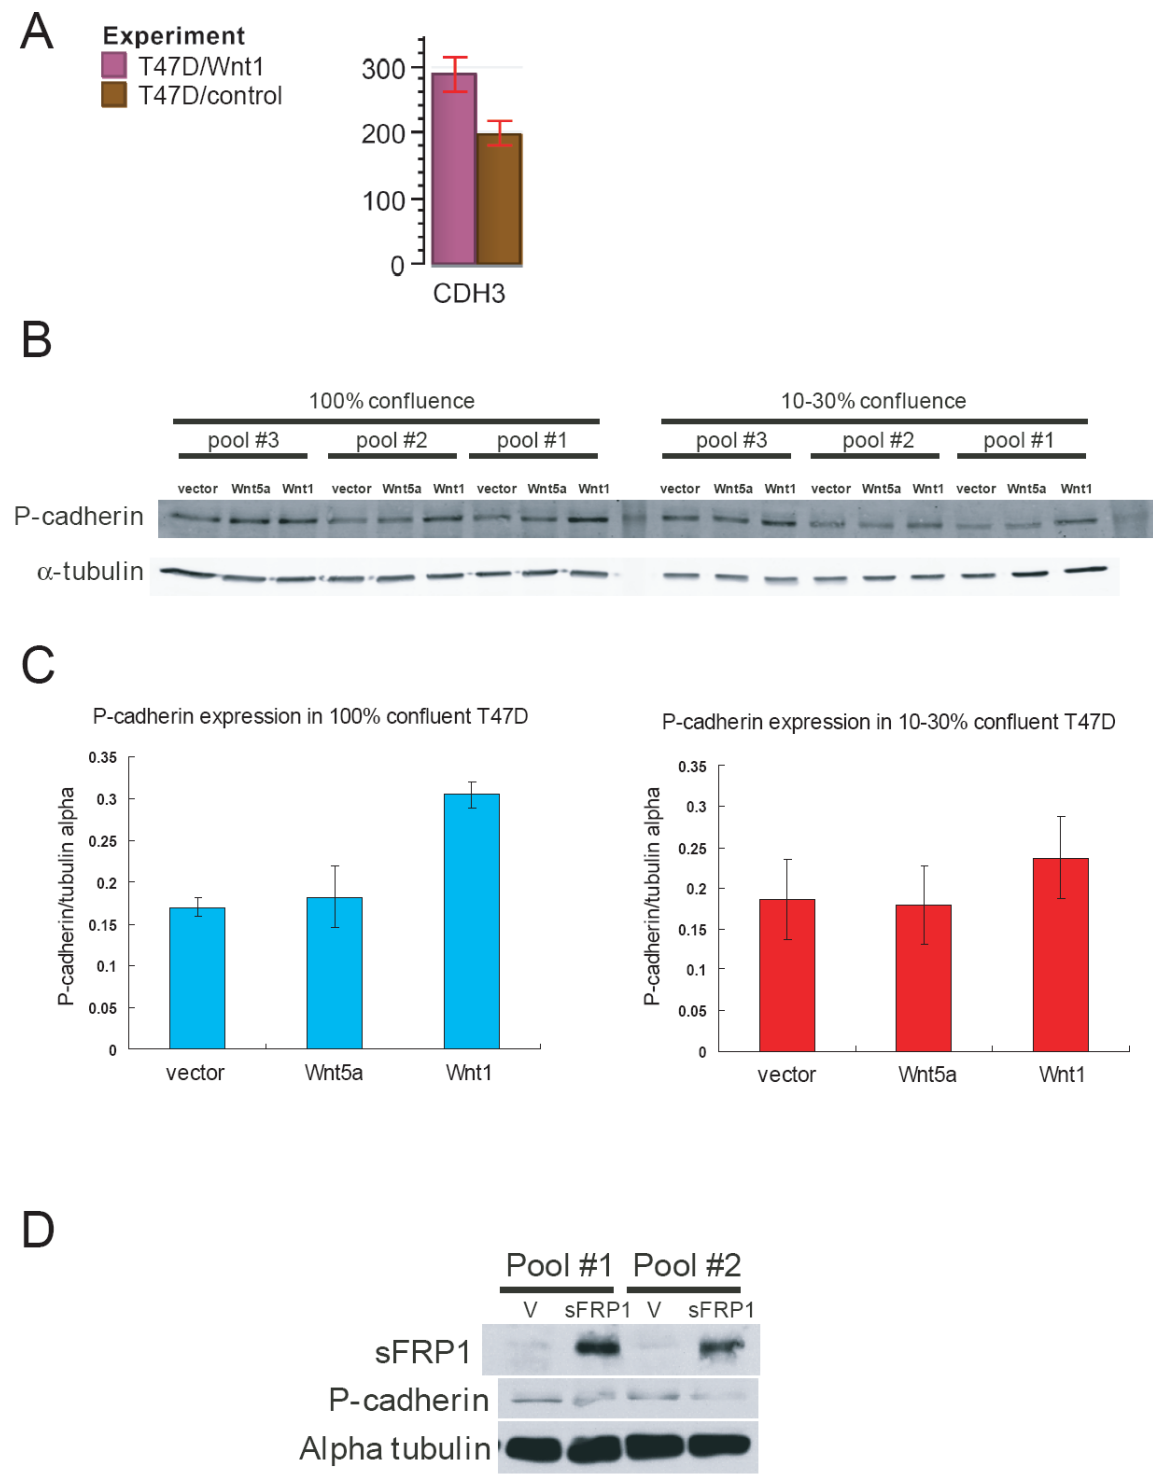 A
Experiment
T47D/Wnt1
T47D/control
300
200
100
0
CDH3
B
100% confluence
10-30% confluence
pool #3
pool #2
pool #1
pool #3
pool #2
pool #1
vector Wnt5a Wnt1 vector Wnt5a Wnt1 vector Wnt5a Wnt1 vector Wnt5a Wnt1 vector Wnt5a Wnt1 vector Wnt5a Wnt1
P-cadherin
α-tubulin
C
P-cadherin expression in 100% confluent T47D
P-cadherin/tubulin alpha
0.35
0.3
0.25
0.2
0.15
0.1
0.05
0
vector Wnt5a Wnt1
P-cadherin expression in 10-30% confluent T47D
P-cadherin/tubulin alpha
0.35
0.3
0.25
0.2
0.15
0.1
0.05
0
vector Wnt5a Wnt1
D
Pool #1 Pool #2
V sFRP1 V sFRP1
sFRP1
P-cadherin
Alpha tubulin